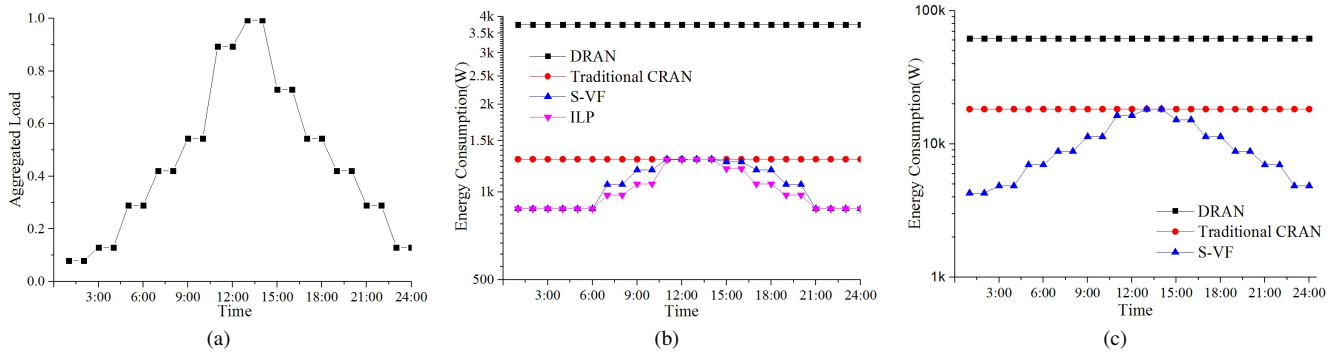 1.0
0.8
0.6
0.4
0.2
0.0
Aggregated Load
3:00 6:00 9:00 12:00 15:00 18:00 21:00 24:00
Time
(a)
4k
3.5k
3k
2.5k
2k
1.5k
1k
500
Energy Consumption(W)
DRAN
Traditional CRAN
S-VF
ILP
3:00 6:00 9:00 12:00 15:00 18:00 21:00 24:00
Time
(b)
100k
10k
1k
Energy Consumption(W)
DRAN
Traditional CRAN
S-VF
3:00 6:00 9:00 12:00 15:00 18:00 21:00 24:00
Time
(c)